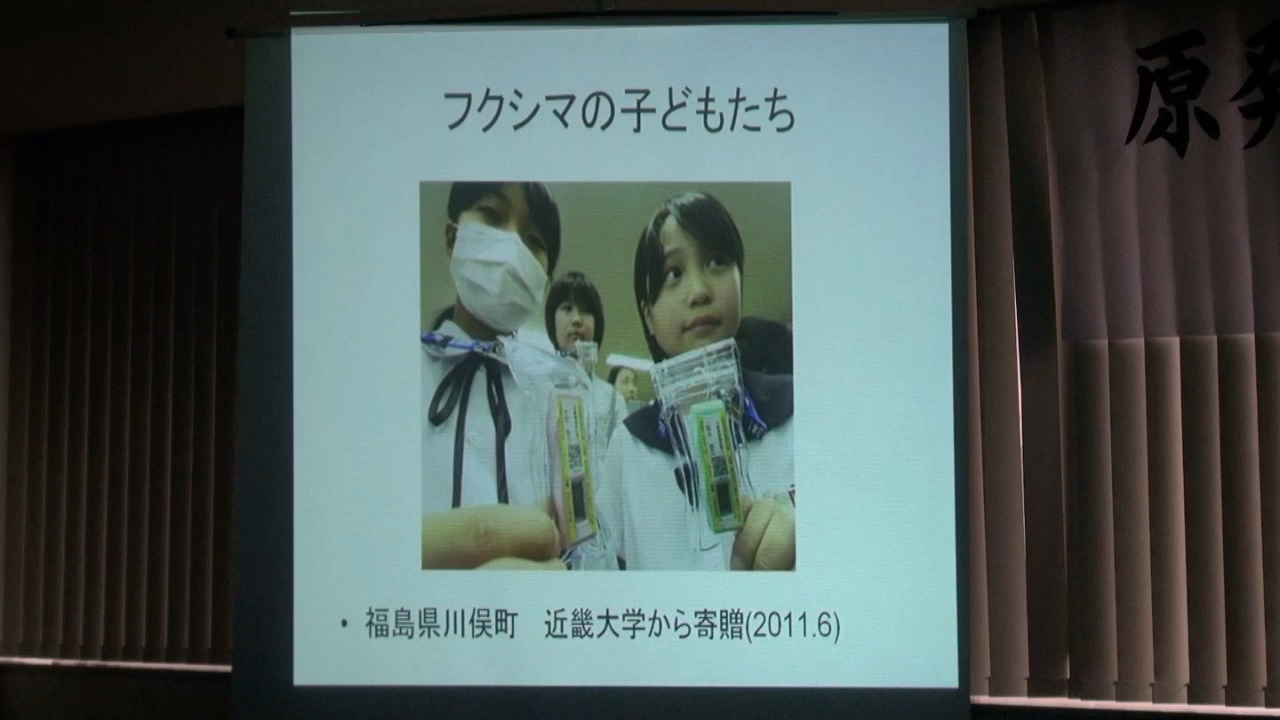 フクシマの子どもたち
• 福島県川俣町　近畿大学から寄贈(2011.6)
原発